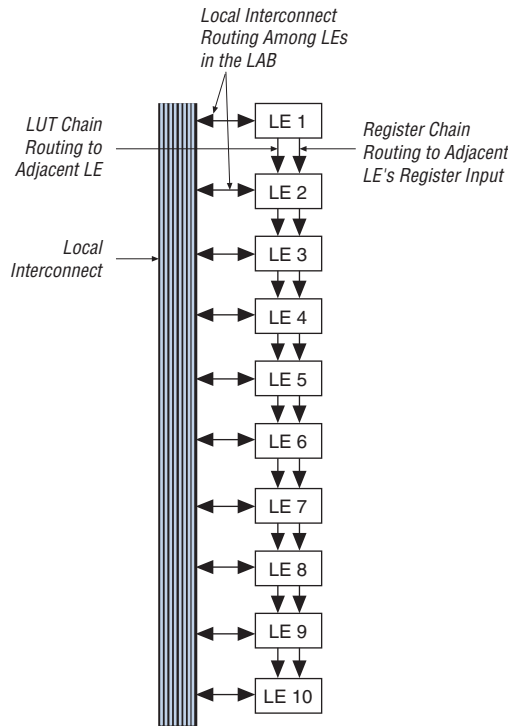 Local Interconnect
Routing Among LEs
in the LAB
LUT Chain
Routing to
Adjacent LE
Register Chain
Routing to Adjacent
LE's Register Input
Local
Interconnect
LE 1
LE 2
LE 3
LE 4
LE 5
LE 6
LE 7
LE 8
LE 9
LE 10